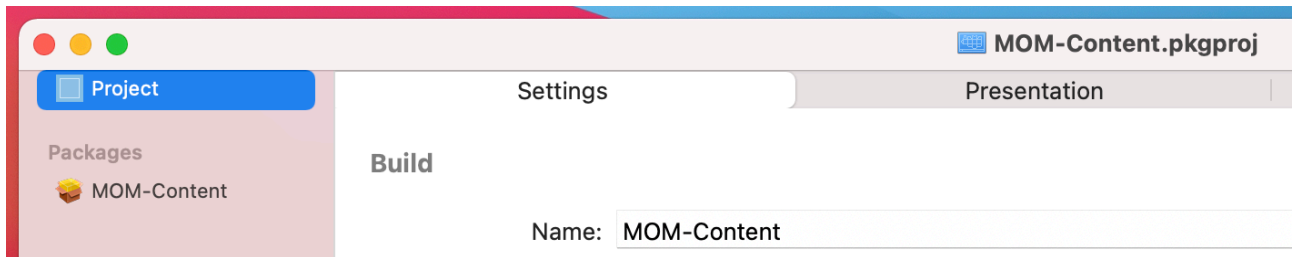 MOM-Content.pkgproj
Project
Settings
Presentation
Packages
MOM-Content
Build
Name: MOM-Content